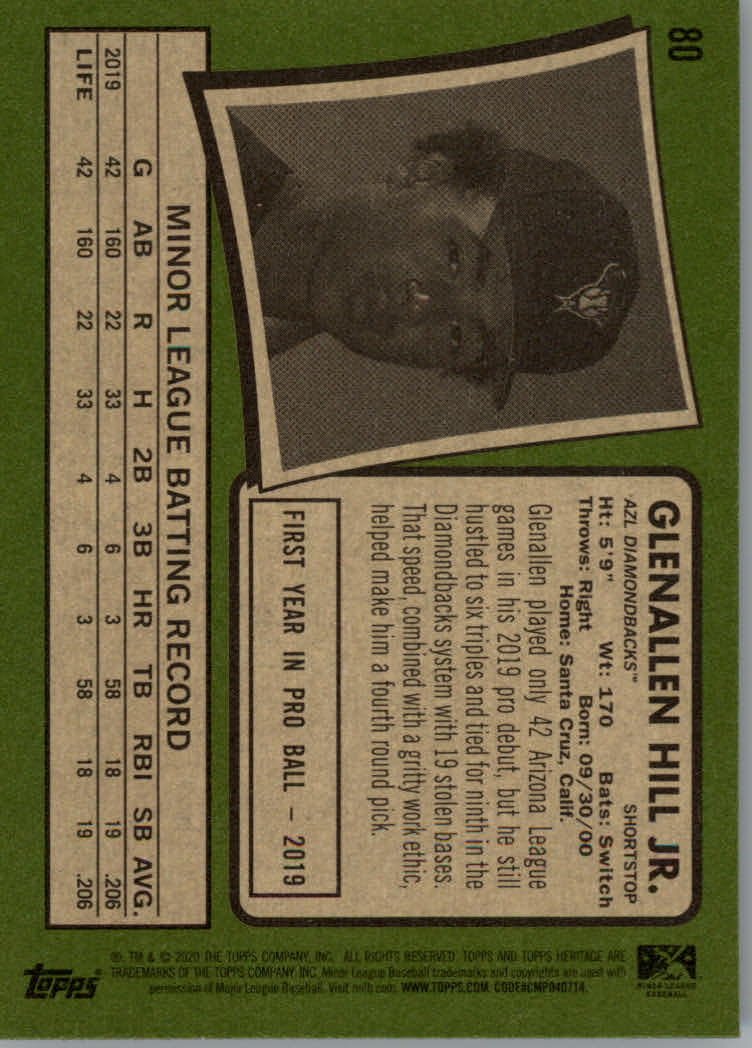 80
GLENALLEN HILL JR.
AZL DIAMONDBACKS™ SHORTSTOP
Ht: 5'9" Wt: 170 Bats: Switch
Throws: Right Born: 09/30/00
Home: Santa Cruz, Calif.
Glenallen played only 42 Arizona League
games in his 2019 pro debut, but he still
hustled to six triples and tied for ninth in the
Diamondbacks system with 19 stolen bases.
That speed, combined with a gritty work ethic,
helped make him a fourth round pick.
FIRST YEAR IN PRO BALL – 2019
MINOR LEAGUE BATTING RECORD
G AB R H 2B 3B HR TB RBI SB AVG.
2019 42 160 22 33 4 6 3 58 18 19 .206
LIFE 42 160 22 33 4 6 3 58 18 19 .206
MINOR LEAGUE
BASEBALL
®, TM & © 2020 THE TOPPS COMPANY, INC. ALL RIGHTS RESERVED. TOPPS AND TOPPS HERITAGE ARE
TRADEMARKS OF THE TOPPS COMPANY, INC. Minor League Baseball trademarks and copyrights are used with
permission of Major League Baseball. Visit milb.com. WWW.TOPPS.COM. CODE#CMP040714.
topps